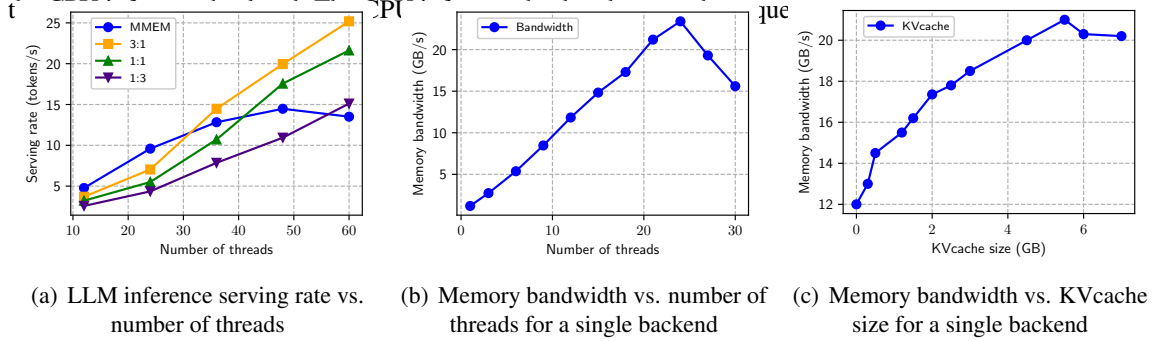 MMEM
3:1
1:1
1:3
Serving rate (tokens/s)
25
20
15
10
5
10 20 30 40 50 60
Number of threads
(a) LLM inference serving rate vs.
number of threads
Bandwidth
Memory bandwidth (GB/s)
20
15
10
5
0 10 20 30
Number of threads
(b) Memory bandwidth vs. number of
threads for a single backend
KVcache
Memory bandwidth (GB/s)
20
18
16
14
12
0 2 4 6
KVcache size (GB)
(c) Memory bandwidth vs. KVcache
size for a single backend